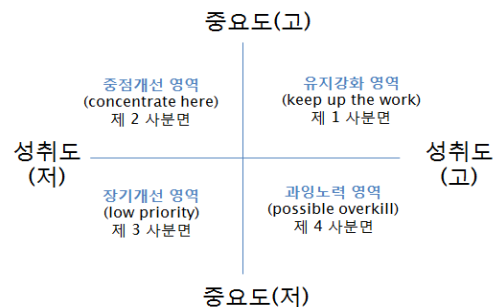 중요도(고)
중점개선 영역
(concentrate here)
제 2 사분면
유지강화 영역
(keep up the work)
제 1 사분면
성취도
(저)
성취도
(고)
장기개선 영역
(low priority)
제 3 사분면
과잉노력 영역
(possible overkill)
제 4 사분면
중요도(저)